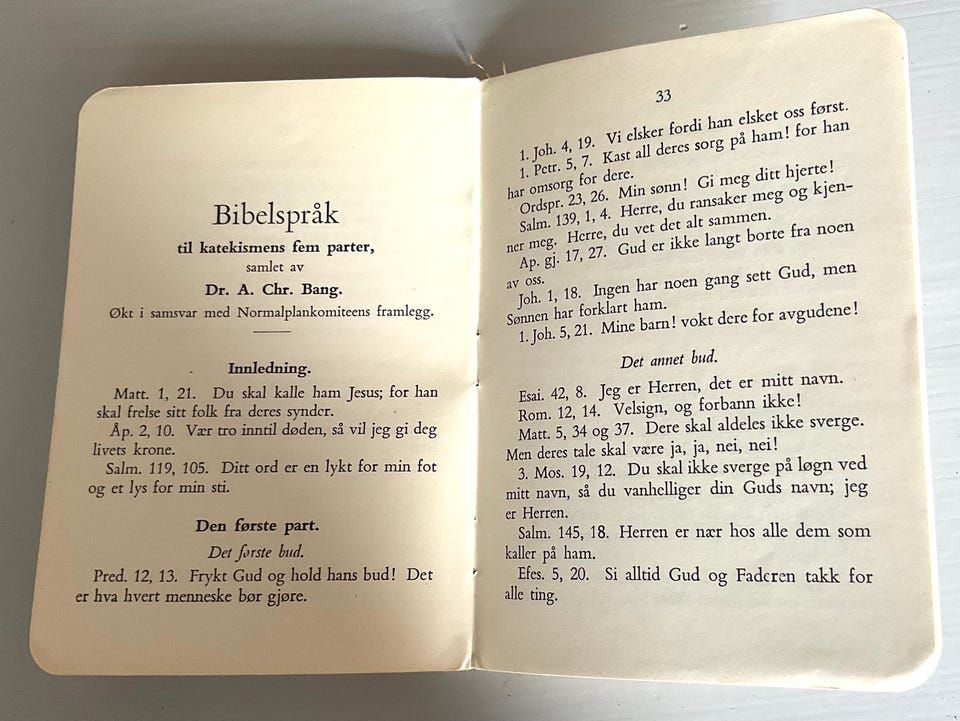 Bibelspråk
til katekismens fem parter,
samlet av
Dr. A. Chr. Bang.
Økt i samsvar med Normalplankomiteens framlegg.
Innledning.
Matt. 1, 21. Du skal kalle ham Jesus; for han
skal frelse sitt folk fra deres synder.
Åp. 2, 10. Vær tro inntil døden, så vil jeg gi deg
livets krone.
Salm. 119, 105. Ditt ord er en lykt for min fot
og et lys for min sti.
Den første part.
Det første bud.
Pred. 12, 13. Frykt Gud og hold hans bud! Det
er hva hvert menneske bør gjøre.
33
1. Joh. 4, 19. Vi elsker fordi han elsket oss først.
1. Petr. 5, 7. Kast all deres sorg på ham! for han
har omsorg for dere.
Ordspr. 23, 26. Min sønn! Gi meg ditt hjerte!
Salm. 139, 1, 4. Herre, du ransaker meg og kjen-
ner meg. Herre, du vet det alt sammen.
Ap. gj. 17, 27. Gud er ikke langt borte fra noen
av oss.
Joh. 1, 18. Ingen har noen gang sett Gud, men
Sønnen har forklart ham.
1. Joh. 5, 21. Mine barn! vokt dere for avgudene!
Det annet bud.
Esai. 42, 8. Jeg er Herren, det er mitt navn.
Rom. 12, 14. Velsign, og forbann ikke!
Matt. 5, 34 og 37. Dere skal aldeles ikke sverge.
Men deres tale skal være ja, ja, nei, nei!
3. Mos. 19, 12. Du skal ikke sverge på løgn ved
mitt navn, så du vanhelliger din Guds navn; jeg
er Herren.
Salm. 145, 18. Herren er nær hos alle dem som
kaller på ham.
Efes. 5, 20. Si alltid Gud og Faderen takk for
alle ting.